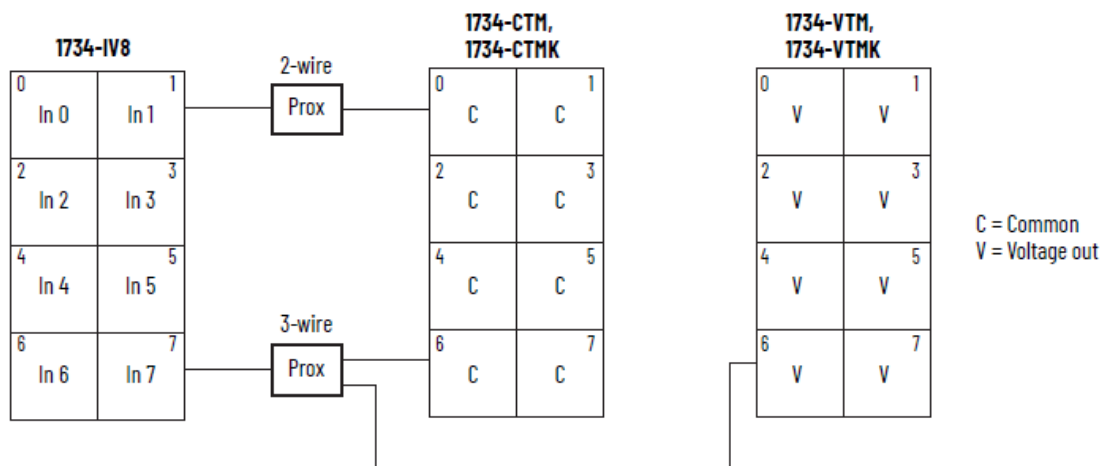 1734-IV8
0 1
In 0 In 1
2 3
In 2 In 3
4 5
In 4 In 5
6 7
In 6 In 7
2-wire
Prox
3-wire
Prox
1734-CTM,
1734-CTMK
0 1
C C
2 3
C C
4 5
C C
6 7
C C
1734-VTM,
1734-VTMK
0 1
V V
2 3
V V
4 5
V V
6 7
V V
C = Common
V = Voltage out